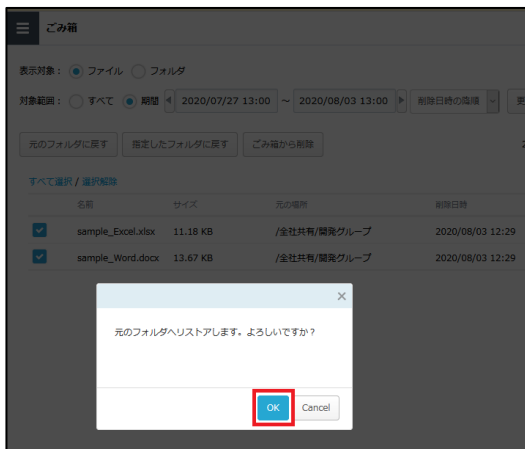 ごみ箱
表示対象： ファイル フォルダ
対象範囲： すべて 期間 2020/07/27 13:00 ～ 2020/08/03 13:00 削除日時の降順 更
元のフォルダに戻す 指定したフォルダに戻す ごみ箱から削除 2
すべて選択 / 選択解除
名前 サイズ 元の場所 削除日時
sample_Excel.xlsx 11.18 KB /全社共有/開発グループ 2020/08/03 12:29
sample_Word.docx 13.67 KB /全社共有/開発グループ 2020/08/03 12:29
元のフォルダへリストアします。よろしいですか？
OK Cancel